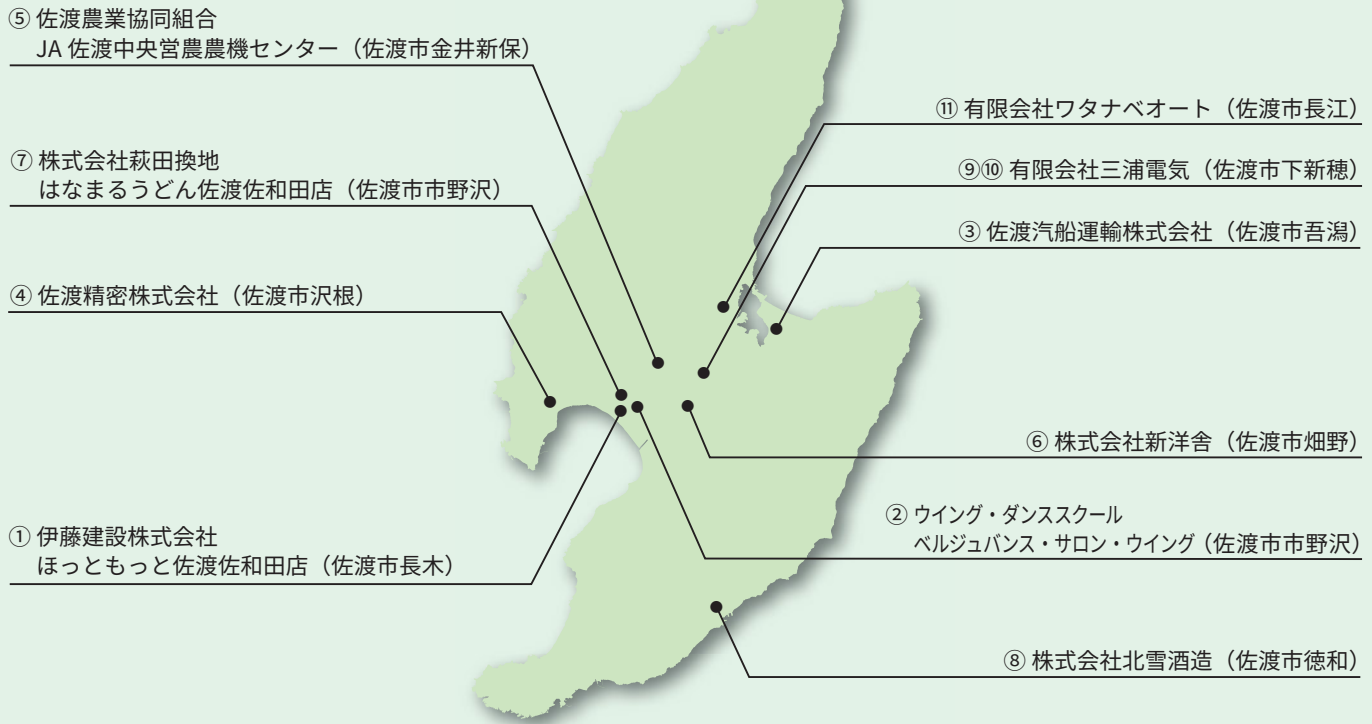 ⑤ 佐渡農業協同組合
JA 佐渡中央営農農機センター（佐渡市金井新保）
⑦ 株式会社萩田換地
はなまるうどん佐渡佐和田店（佐渡市市野沢）
④ 佐渡精密株式会社（佐渡市沢根）
① 伊藤建設株式会社
ほっともっと佐渡佐和田店（佐渡市長木）
⑪ 有限会社ワタナベオート（佐渡市長江）
⑨⑩ 有限会社三浦電気（佐渡市下新穂）
③ 佐渡汽船運輸株式会社（佐渡市吾潟）
⑥ 株式会社新洋舎（佐渡市畑野）
② ウイング・ダンススクール
ベルジュバンス・サロン・ウイング（佐渡市市野沢）
⑧ 株式会社北雪酒造（佐渡市徳和）